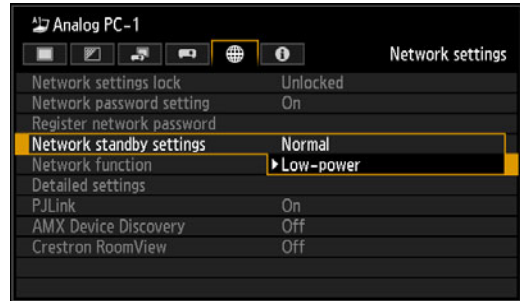 Analog PC-1
Network settings
Network settings lock Unlocked
Network password setting On
Register network password
Network standby settings Normal
Network function Low-power
Detailed settings
PJLink On
AMX Device Discovery Off
Crestron RoomView Off